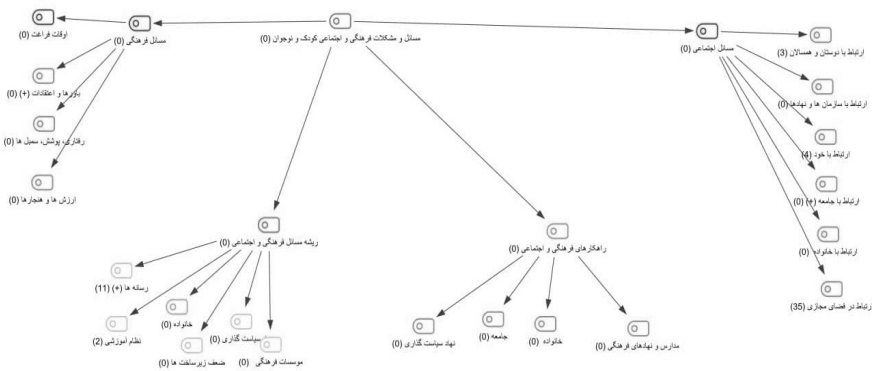 اوقات فراغت (0)
مسائل فرهنگی (0)
مسائل و مشکلات فرهنگی و اجتماعی کودک و نوجوان (0)
مسائل اجتماعی (0)
ارتباط با دوستان و همسالان (3)
باورها و اعتقادات (+) (0)
ارتباط با سازمان ها و نهادها (0)
رفتاری، پوشش، سمبل ها (0)
ارتباط با خود (4)
ارزش ها و هنجارها (0)
ارتباط با جامعه (+) (0)
ریشه مسائل فرهنگی و اجتماعی (0)
راهکارهای فرهنگی و اجتماعی (0)
ارتباط با خانواده (0)
رسانه ها (+) (11)
ارتباط در فضای مجازی (35)
خانواده (0)
نظام آموزشی (2)
سیاست گذاری (0)
جامعه (0)
خانواده (0)
نهاد سیاست گذاری (0)
مدارس و نهادهای فرهنگی (0)
ضعف زیرساخت ها (0)
موسسات فرهنگی (0)